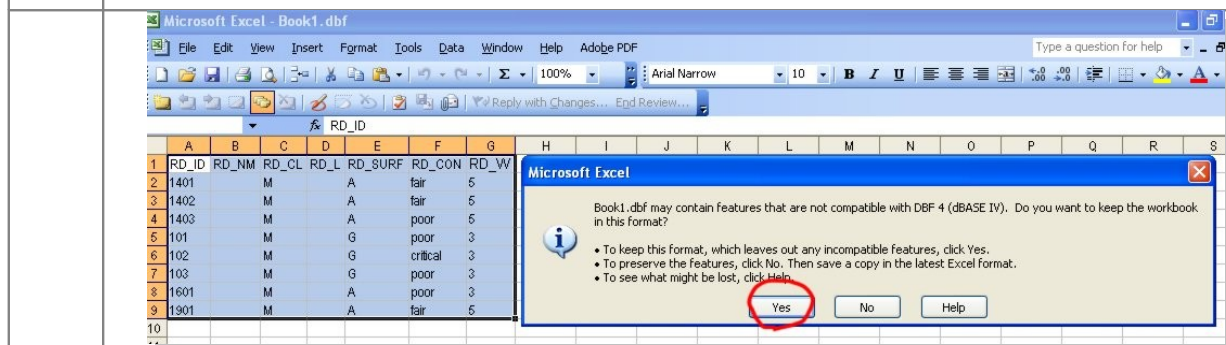 Microsoft Excel - Book1.dbf
File Edit View Insert Format Tools Data Window Help Adobe PDF Type a question for help
Σ 100% Arial Narrow 10 B I U A
Reply with Changes... End Review...
fx RD_ID
A B C D E F G H I J K L M N O P Q R S
1 RD_ID RD_NM RD_CL RD_L RD_SURF RD_CON RD_W
2 1401 M A fair 5
3 1402 M A fair 5
4 1403 M A poor 5
5 101 M G poor 3
6 102 M G critical 3
7 103 M G poor 3
8 1601 M A poor 3
9 1901 M A fair 5
10
Microsoft Excel
Book1.dbf may contain features that are not compatible with DBF 4 (dBASE IV). Do you want to keep the workbook
in this format?
• To keep this format, which leaves out any incompatible features, click Yes.
• To preserve the features, click No. Then save a copy in the latest Excel format.
• To see what might be lost, click Help.
Yes No Help